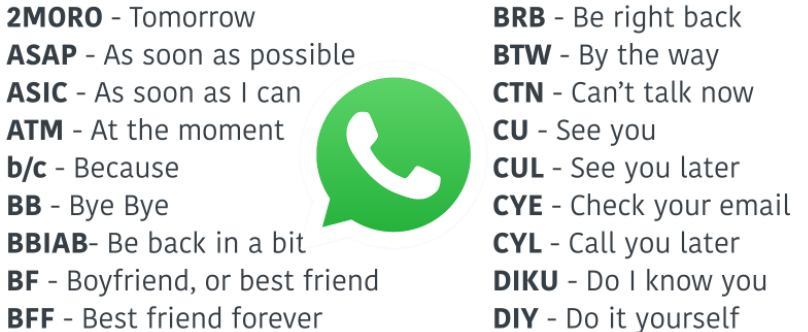 2MORO - Tomorrow
ASAP - As soon as possible
ASIC - As soon as I can
ATM - At the moment
b/c - Because
BB - Bye Bye
BBIAB- Be back in a bit
BF - Boyfriend, or best friend
BFF - Best friend forever
BRB - Be right back
BTW - By the way
CTN - Can’t talk now
CU - See you
CUL - See you later
CYE - Check your email
CYL - Call you later
DIKU - Do I know you
DIY - Do it yourself